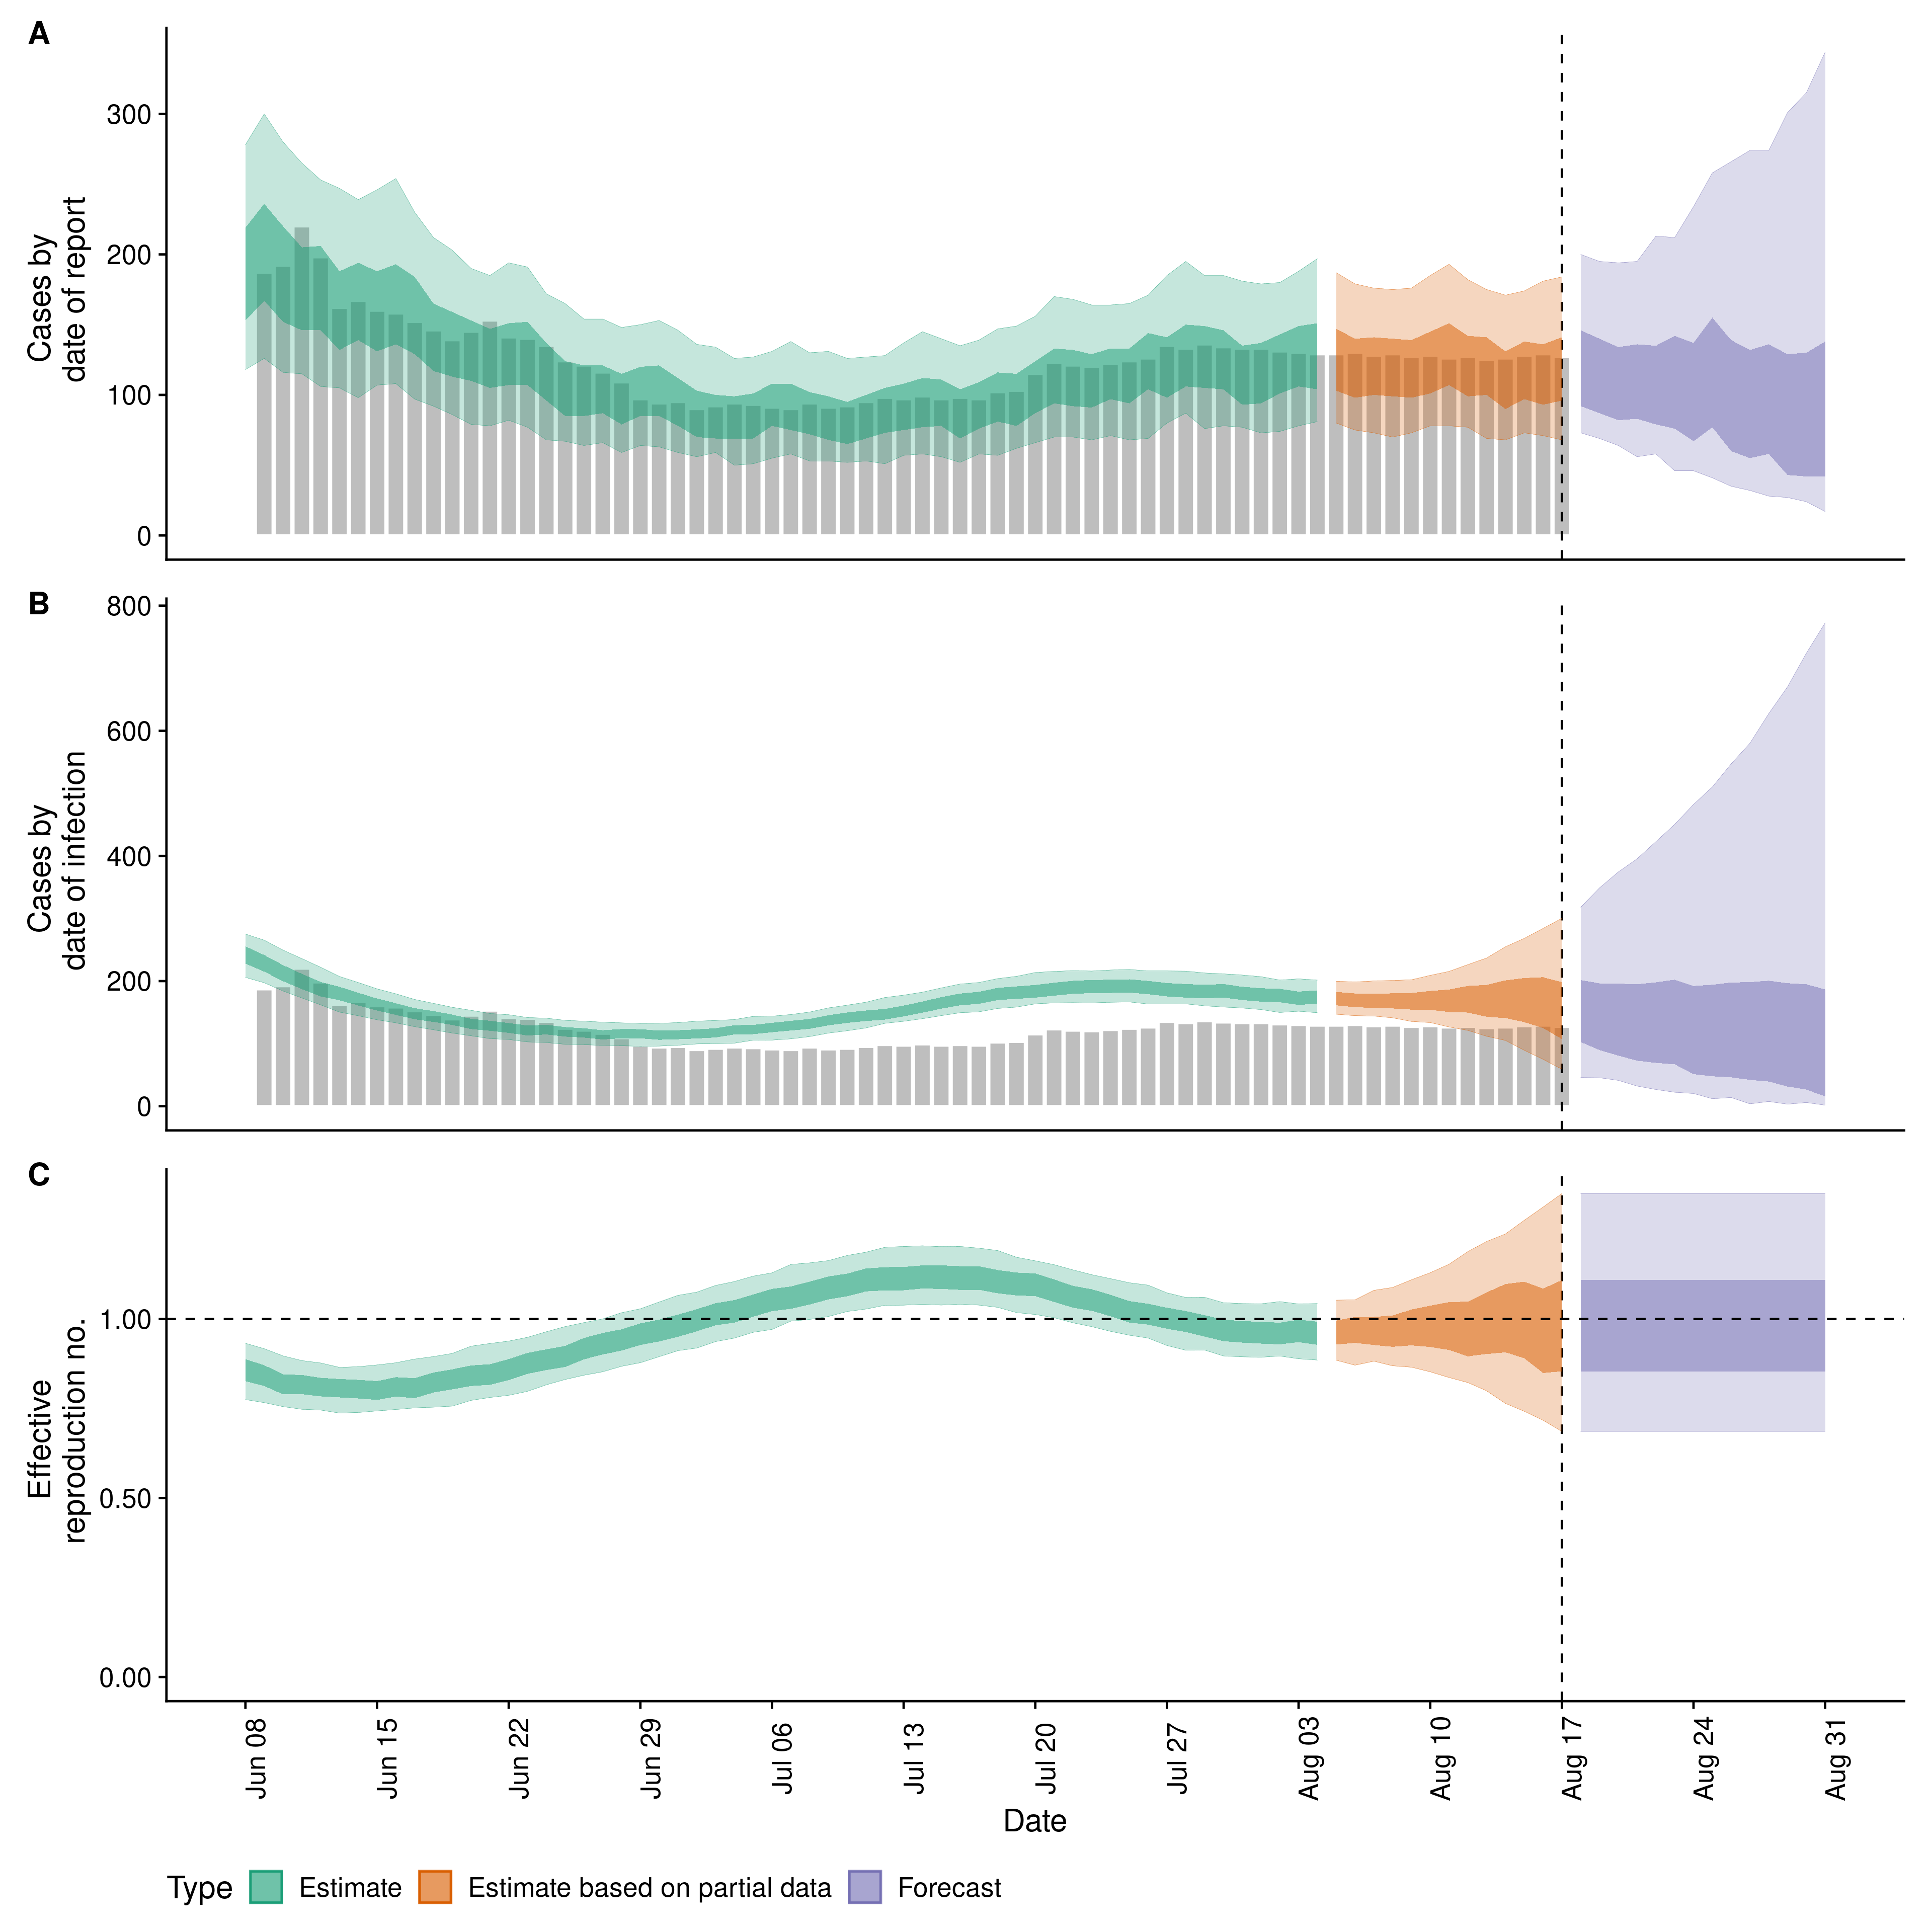 A
Cases by
date of report
300
200
100
0
B
Cases by
date of infection
800
600
400
200
0
C
Effective
reproduction no.
1.00
0.50
0.00
Jun 08
Jun 15
Jun 22
Jun 29
Jul 06
Jul 13
Jul 20
Jul 27
Aug 03
Aug 10
Aug 17
Aug 24
Aug 31
Date
Type Estimate Estimate based on partial data Forecast